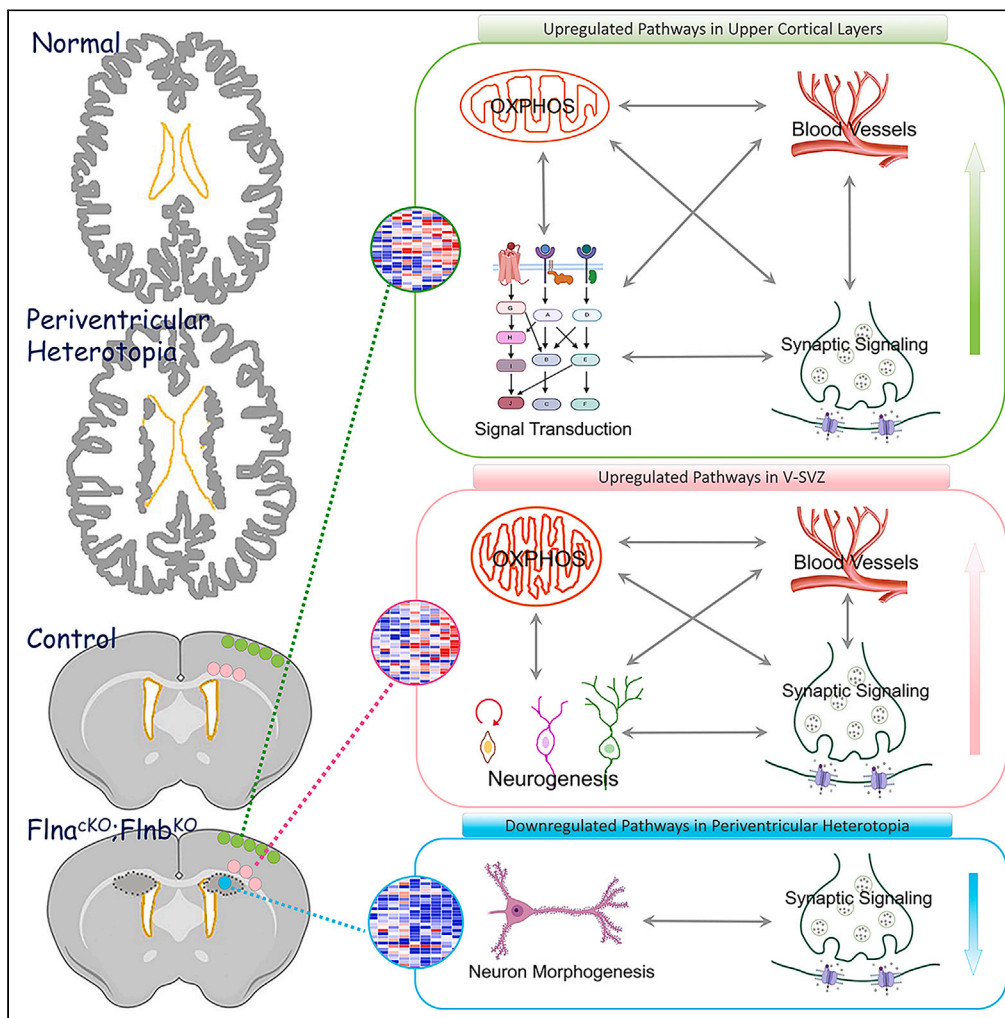 Normal
Periventricular
Heterotopia
Control
Flna^cKO;Flnb^KO
Upregulated Pathways in Upper Cortical Layers
OXPHOS
Blood Vessels
G
A
D
H
B
E
I
J
C
F
Signal Transduction
Synaptic Signaling
Upregulated Pathways in V-SVZ
OXPHOS
Blood Vessels
Neurogenesis
Synaptic Signaling
Downregulated Pathways in Periventricular Heterotopia
Neuron Morphogenesis
Synaptic Signaling